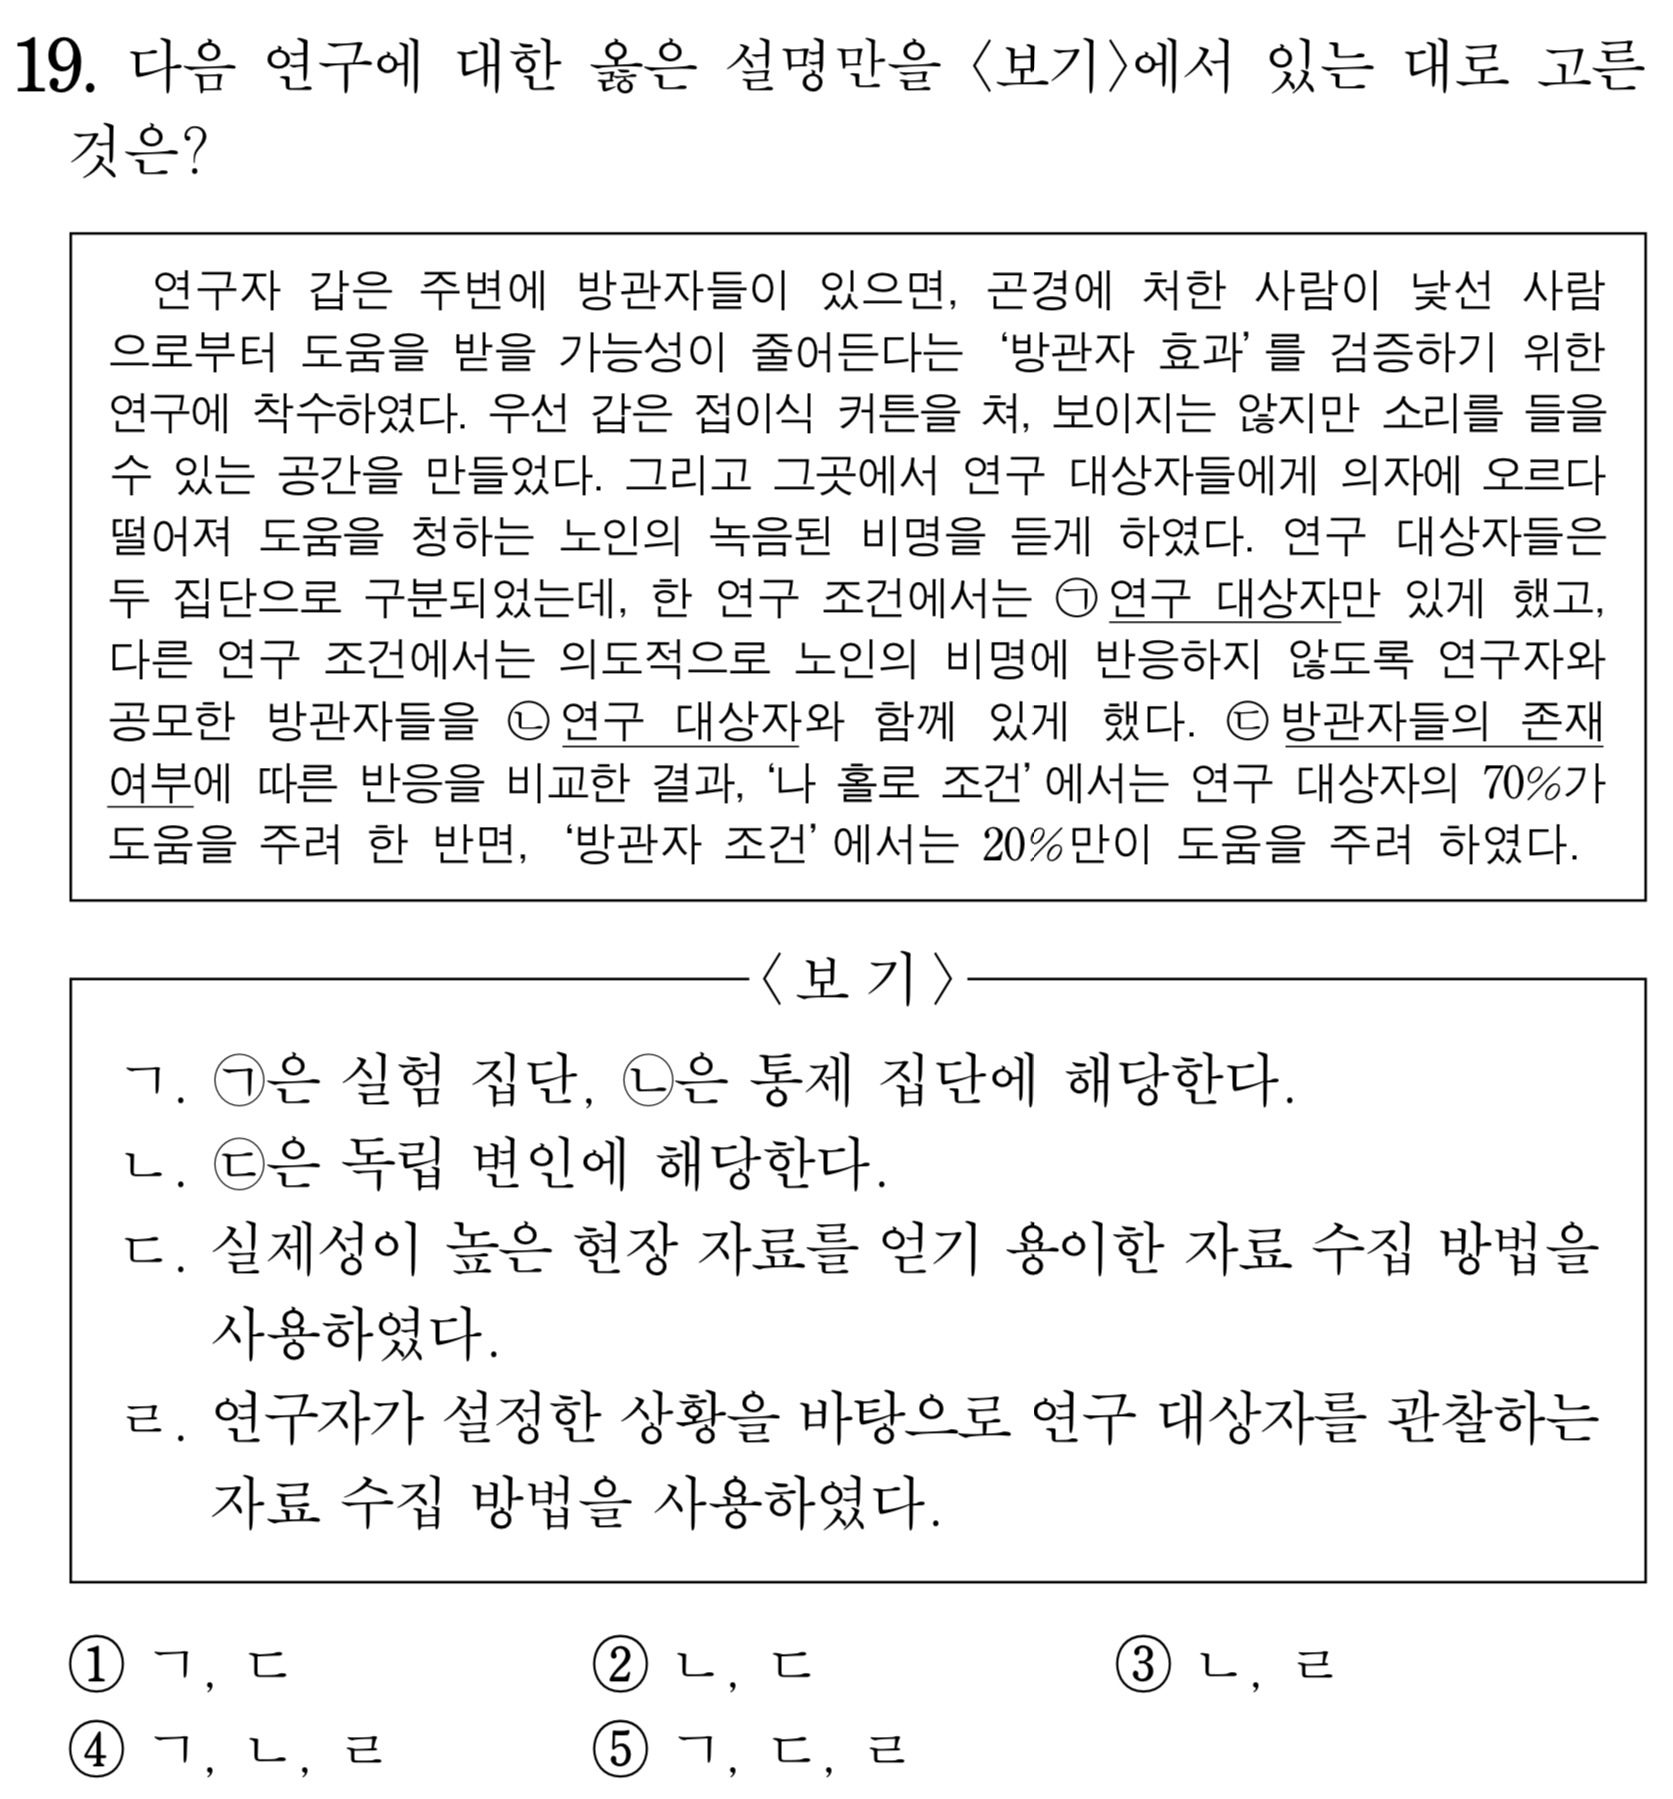 19. 다음 연구에 대한 옳은 설명만을 〈보기〉에서 있는 대로 고른
것은?
연구자 갑은 주변에 방관자들이 있으면, 곤경에 처한 사람이 낯선 사람
으로부터 도움을 받을 가능성이 줄어든다는 ‘방관자 효과’를 검증하기 위한
연구에 착수하였다. 우선 갑은 접이식 커튼을 쳐, 보이지는 않지만 소리를 들을
수 있는 공간을 만들었다. 그리고 그곳에서 연구 대상자들에게 의자에 오르다
떨어져 도움을 청하는 노인의 녹음된 비명을 듣게 하였다. 연구 대상자들은
두 집단으로 구분되었는데, 한 연구 조건에서는 ㉠연구 대상자만 있게 했고,
다른 연구 조건에서는 의도적으로 노인의 비명에 반응하지 않도록 연구자와
공모한 방관자들을 ㉡연구 대상자와 함께 있게 했다. ㉢방관자들의 존재
여부에 따른 반응을 비교한 결과, ‘나 홀로 조건’에서는 연구 대상자의 70%가
도움을 주려 한 반면, ‘방관자 조건’에서는 20%만이 도움을 주려 하였다.
〈보기〉
ㄱ. ㉠은 실험 집단, ㉡은 통제 집단에 해당한다.
ㄴ. ㉢은 독립 변인에 해당한다.
ㄷ. 실제성이 높은 현장 자료를 얻기 용이한 자료 수집 방법을
사용하였다.
ㄹ. 연구자가 설정한 상황을 바탕으로 연구 대상자를 관찰하는
자료 수집 방법을 사용하였다.
① ㄱ, ㄷ ② ㄴ, ㄷ ③ ㄴ, ㄹ
④ ㄱ, ㄴ, ㄹ ⑤ ㄱ, ㄷ, ㄹ